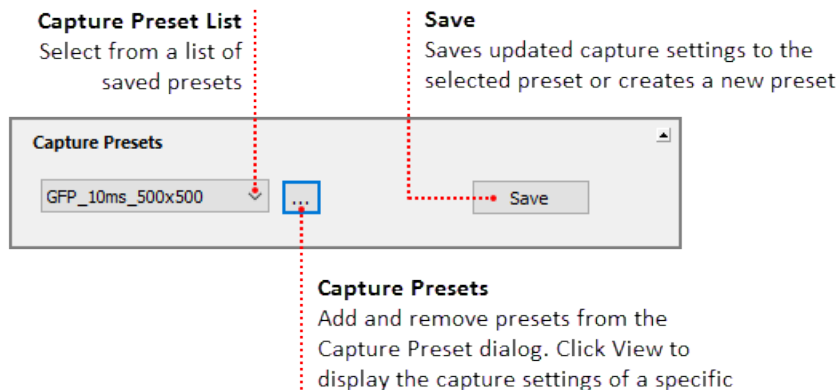 Capture Preset List
Select from a list of
saved presets
Save
Saves updated capture settings to the
selected preset or creates a new preset
Capture Presets
GFP_10ms_500x500
...
Save
Capture Presets
Add and remove presets from the
Capture Preset dialog. Click View to
display the capture settings of a specific